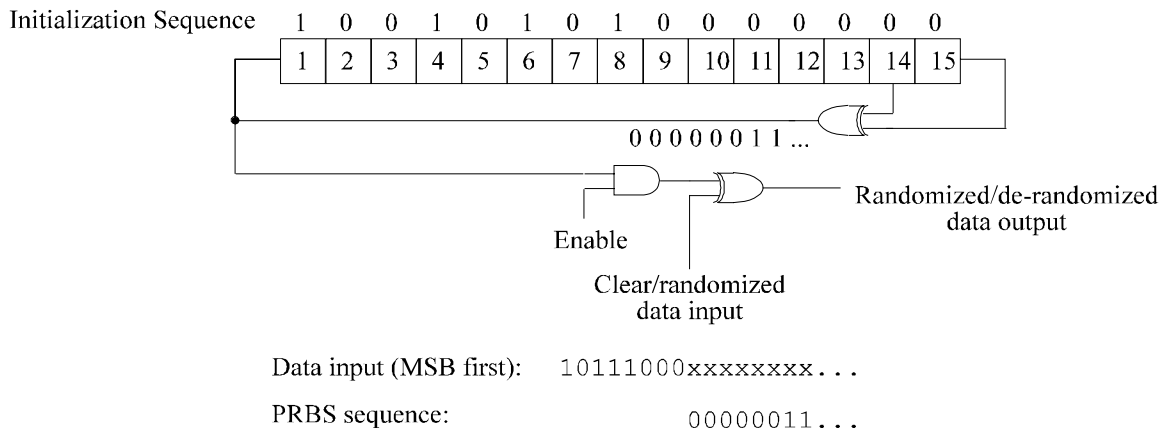 Initialization Sequence 1 0 0 1 0 1 0 1 0 0 0 0 0 0 0
1 2 3 4 5 6 7 8 9 10 11 12 13 14 15
0 0 0 0 0 0 1 1 ...
Enable
Clear/randomized
data input
Randomized/de-randomized
data output
Data input (MSB first): 10111000xxxxxxxx...
PRBS sequence: 00000011...